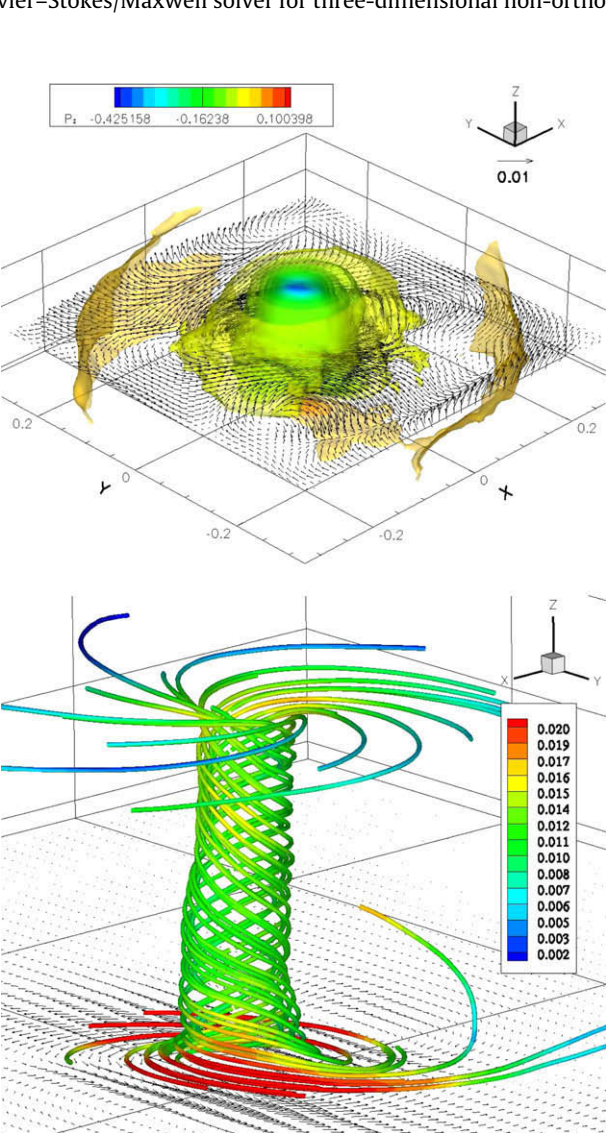 vier–Stokes/Maxwell solver for three-dimensional non-ortho
P: -0.425158 -0.16238 0.100398
Z
Y X
0.01
0.2
0.2
Y 0
0 X
-0.2
-0.2
Z
X Y
0.020
0.019
0.017
0.016
0.015
0.014
0.012
0.011
0.010
0.008
0.007
0.006
0.005
0.003
0.002